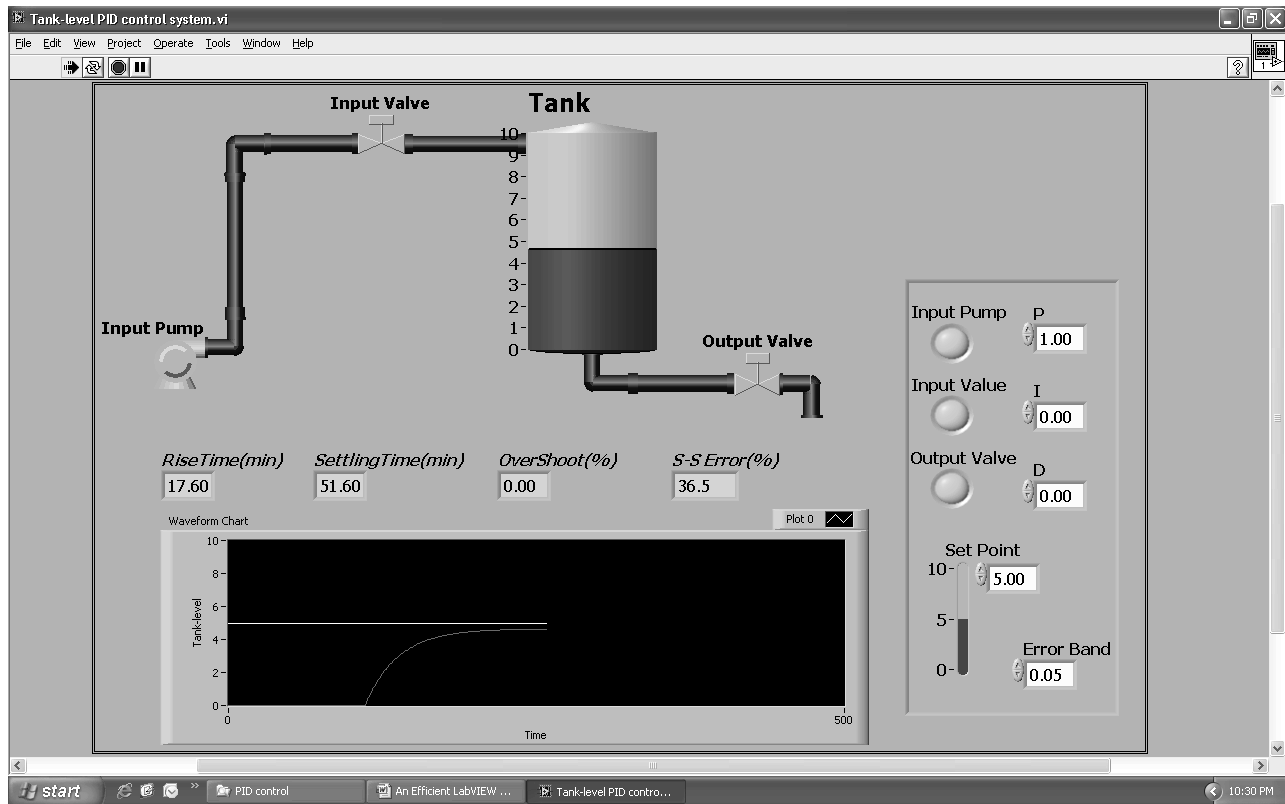 Tank-level PID control system.vi
File Edit View Project Operate Tools Window Help
?
1
Input Valve
Tank
10
9
8
7
6
5
4
3
2
1
0
Input Pump
Output Valve
Input Pump
P
1.00
Input Value
I
0.00
Output Valve
D
0.00
Set Point
10
5
0
5.00
Error Band
0.05
RiseTime(min) SettlingTime(min) OverShoot(%) S-S Error(%)
17.60 51.60 0.00 36.5
Waveform Chart
Plot 0
10
8
6
4
2
0
Tank-level
0 500
Time
start
»
PID control
An Efficient LabVIEW ...
Tank-level PID contro...
10:30 PM